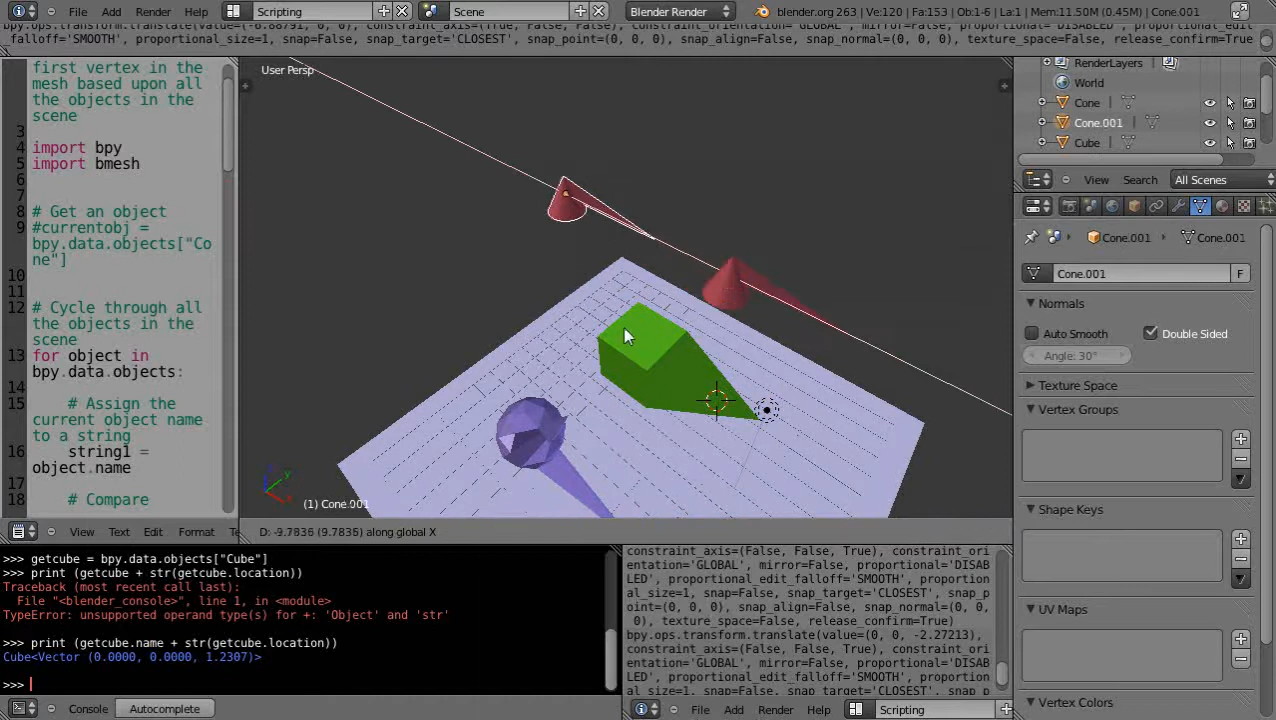 File Add Render Help Scripting Scene Blender Render blender.org 263 | Ve:120 | Fa:153 | Ob:1-6 | La:1 | Mem:11.50M (0.45M) | Cone.001
falloff='SMOOTH', proportional_size=1, snap=False, snap_target='CLOSEST', snap_point=(0, 0, 0), snap_align=False, snap_normal=(0, 0, 0), texture_space=False, release_confirm=True)
first vertex in the
mesh based upon all
the objects in the
scene
3
4 import bpy
5 import bmesh
6
7
8 # Get an object
9 #currentobj =
bpy.data.objects["Co
ne"]
10
11
12 # Cycle through all
the objects in the
scene
13 for object in
bpy.data.objects:
14
15 # Assign the
current object name
to a string
16 string1 =
object.name
17
18 # Compare
View Text Edit Format Te
User Persp
(1) Cone.001
D: -9.7836 (9.7836) along global X
RenderLayers
World
Cone
Cone.001
Cube
View Search All Scenes
Cone.001 Cone.001
Cone.001 F
Normals
Auto Smooth Double Sided
Angle: 30°
Texture Space
Vertex Groups
Shape Keys
UV Maps
Vertex Colors
>>> getcube = bpy.data.objects["Cube"]
>>> print (getcube + str(getcube.location))
Traceback (most recent call last):
File "<blender_console>", line 1, in <module>
TypeError: unsupported operand type(s) for +: 'Object' and 'str'
>>> print (getcube.name + str(getcube.location))
Cube<Vector (0.0000, 0.0000, 1.2307)>
>>>
Console Autocomplete
constraint_axis=(False, False, True), constraint_ori
entation='GLOBAL', mirror=False, proportional='DISAB
LED', proportional_edit_falloff='SMOOTH', proportion
al_size=1, snap=False, snap_target='CLOSEST', snap_
point=(0, 0, 0), snap_align=False, snap_normal=(0, 0,
0), texture_space=False, release_confirm=True)
bpy.ops.transform.translate(value=(0, 0, -2.27213),
constraint_axis=(False, False, True), constraint_ori
entation='GLOBAL', mirror=False, proportional='DISAB
LED', proportional_edit_falloff='SMOOTH', proportion
al_size=1, snap=False, snap_target='CLOSEST', snap_p
File Add Render Help Scripting